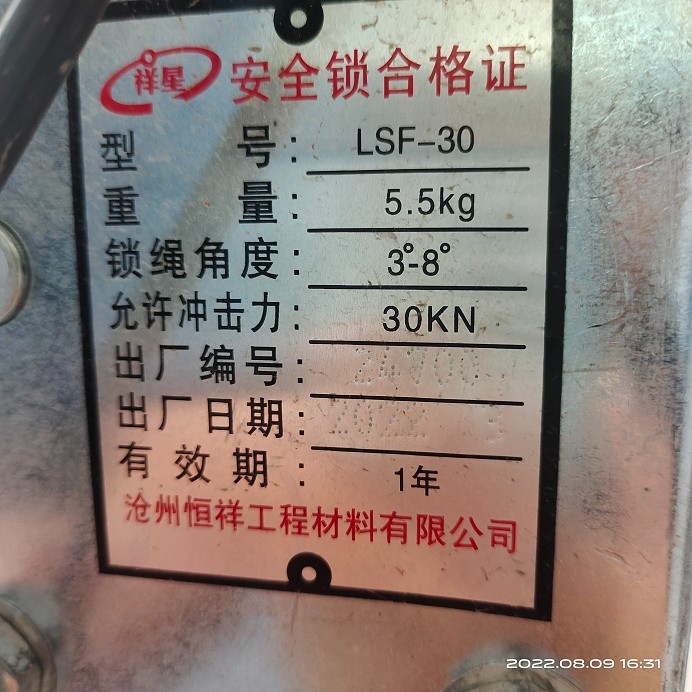 祥星 安全锁合格证
型号: LSF-30
重量: 5.5kg
锁绳角度: 3°-8°
允许冲击力: 30KN
出厂编号: 24700
出厂日期: 2022 3
有效期: 1年
沧州恒祥工程材料有限公司
2022.08.09 16:31